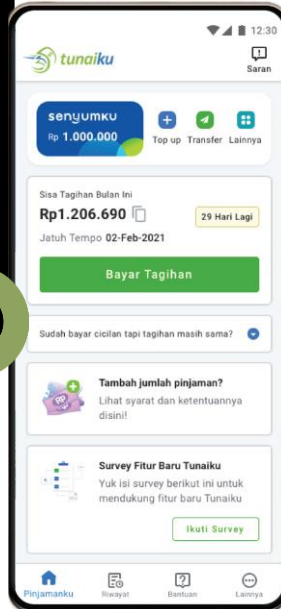 12:30
tunaiku
Saran
senyumku
Rp 1.000.000
Top up Transfer Lainnya
Sisa Tagihan Bulan Ini
Rp1.206.690
29 Hari Lagi
Jatuh Tempo 02-Feb-2021
Bayar Tagihan
Sudah bayar cicilan tapi tagihan masih sama?
Tambah jumlah pinjaman?
Lihat syarat dan ketentuannya
disini!
RP
Survey Fitur Baru Tunaiku
Yuk isi survey berikut ini untuk
mendukung fitur baru Tunaiku
Ikuti Survey
Pinjamanku Riwayat Bantuan Lainnya